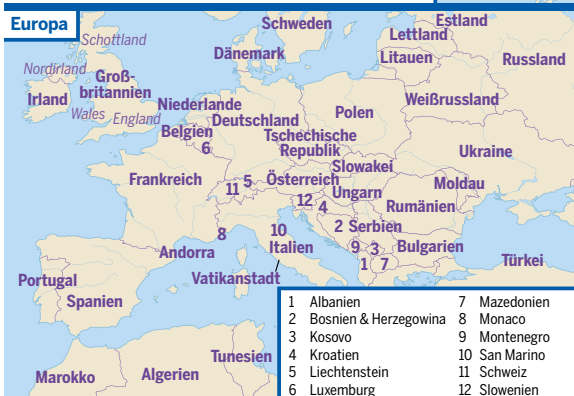 Europa
Schweden
Estland
Lettland
Schottland
Dänemark
Litauen
Russland
Nordirland
Groß-
britannien
Irland
Weißrussland
Niederlande
Wales England
Deutschland
Polen
Belgien
6
Tschechische
Republik
Ukraine
Slowakei
Frankreich
11
5
Österreich
Moldau
12
4
Ungarn
Rumänien
8
10
2
Serbien
Italien
9
3
Bulgarien
Andorra
1
7
Türkei
Vatikanstadt
Portugal
Spanien
Tunesien
Algerien
Marokko
1 Albanien
2 Bosnien & Herzegowina
3 Kosovo
4 Kroatien
5 Liechtenstein
6 Luxemburg
7 Mazedonien
8 Monaco
9 Montenegro
10 San Marino
11 Schweiz
12 Slowenien